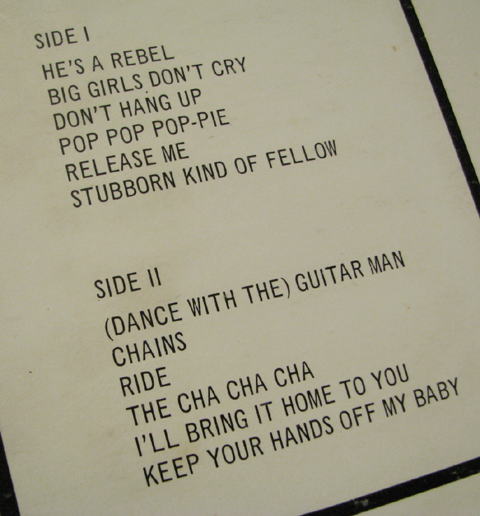 SIDE I
HE'S A REBEL
BIG GIRLS DON'T CRY
DON'T HANG UP
POP POP POP-PIE
RELEASE ME
STUBBORN KIND OF FELLOW
SIDE II
(DANCE WITH THE) GUITAR MAN
CHAINS
RIDE
THE CHA CHA CHA
I'LL BRING IT HOME TO YOU
KEEP YOUR HANDS OFF MY BABY